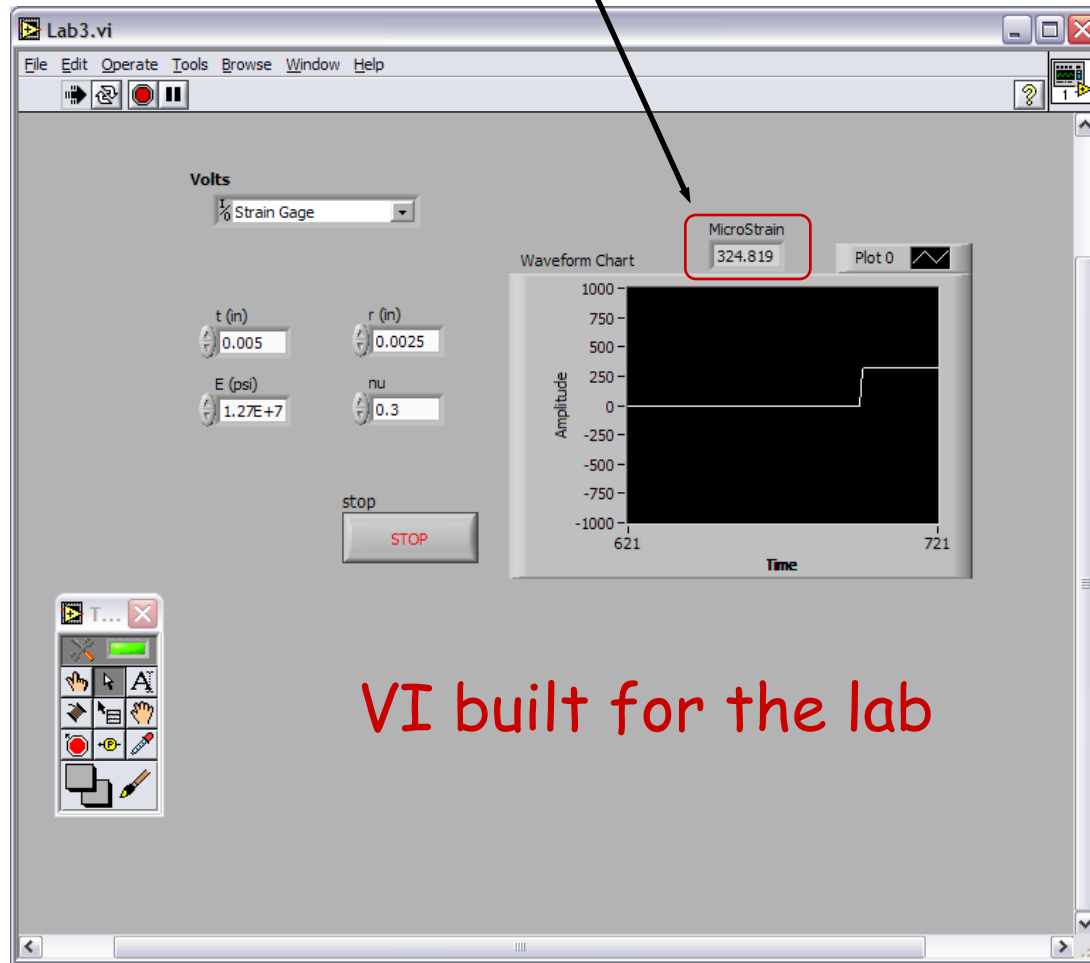 Lab3.vi
File Edit Operate Tools Browse Window Help
1
Volts
I/O Strain Gage
MicroStrain
324.819
Waveform Chart
Plot 0
t (in)
0.005
r (in)
0.0025
E (psi)
1.27E+7
nu
0.3
1000
750
500
250
0
-250
-500
-750
-1000
Amplitude
621
721
Time
stop
STOP
T...
A
P
VI built for the lab